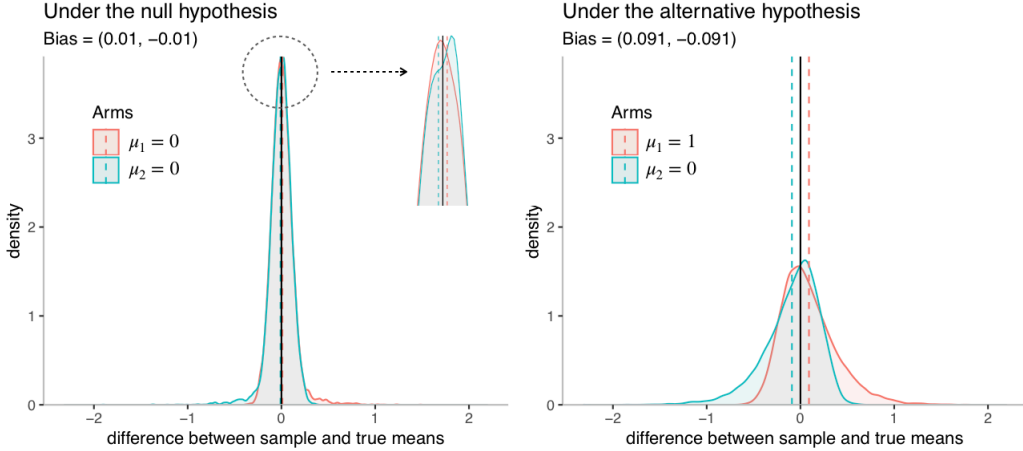 Under the null hypothesis
Bias = (0.01, −0.01)
Arms
μ₁ = 0
μ₂ = 0
density
3
2
1
0
−2
−1
0
1
2
difference between sample and true means
Under the alternative hypothesis
Bias = (0.091, −0.091)
Arms
μ₁ = 1
μ₂ = 0
density
3
2
1
0
−2
−1
0
1
2
difference between sample and true means